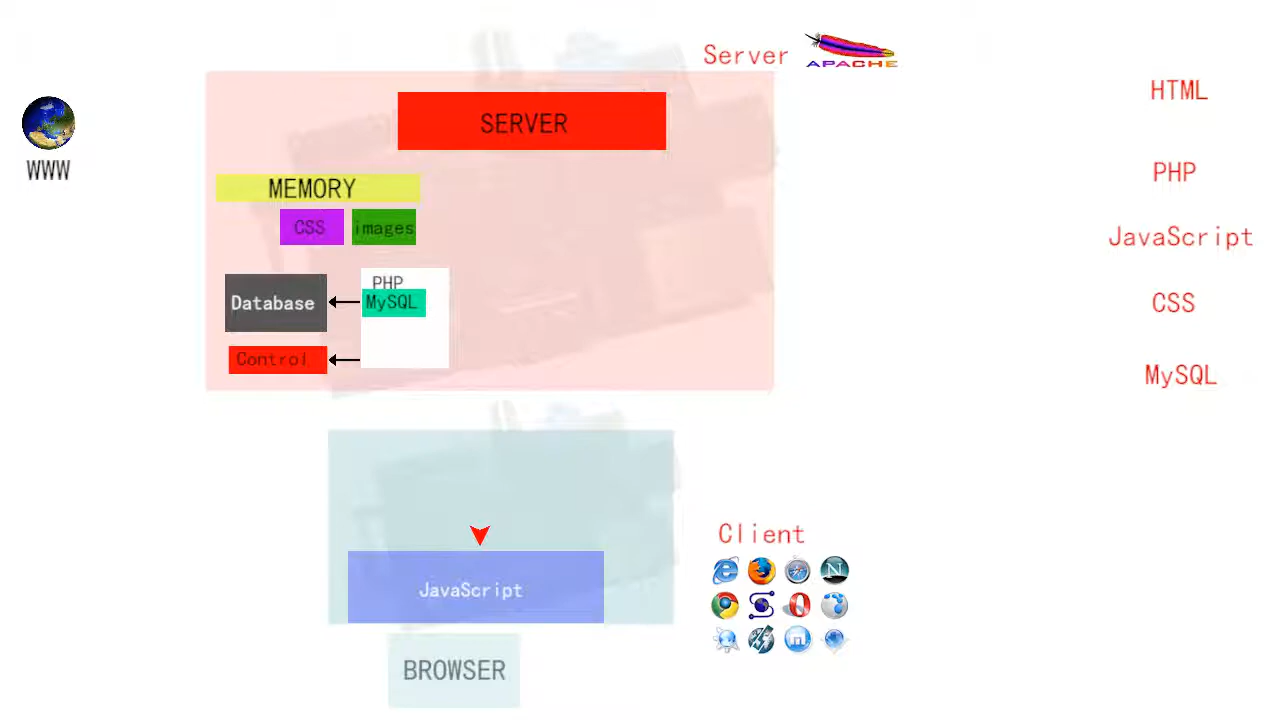 Server
APACHE
SERVER
HTML
WWW
PHP
MEMORY
CSS
images
JavaScript
PHP
Database
MySQL
CSS
Control
MySQL
Client
JavaScript
BROWSER